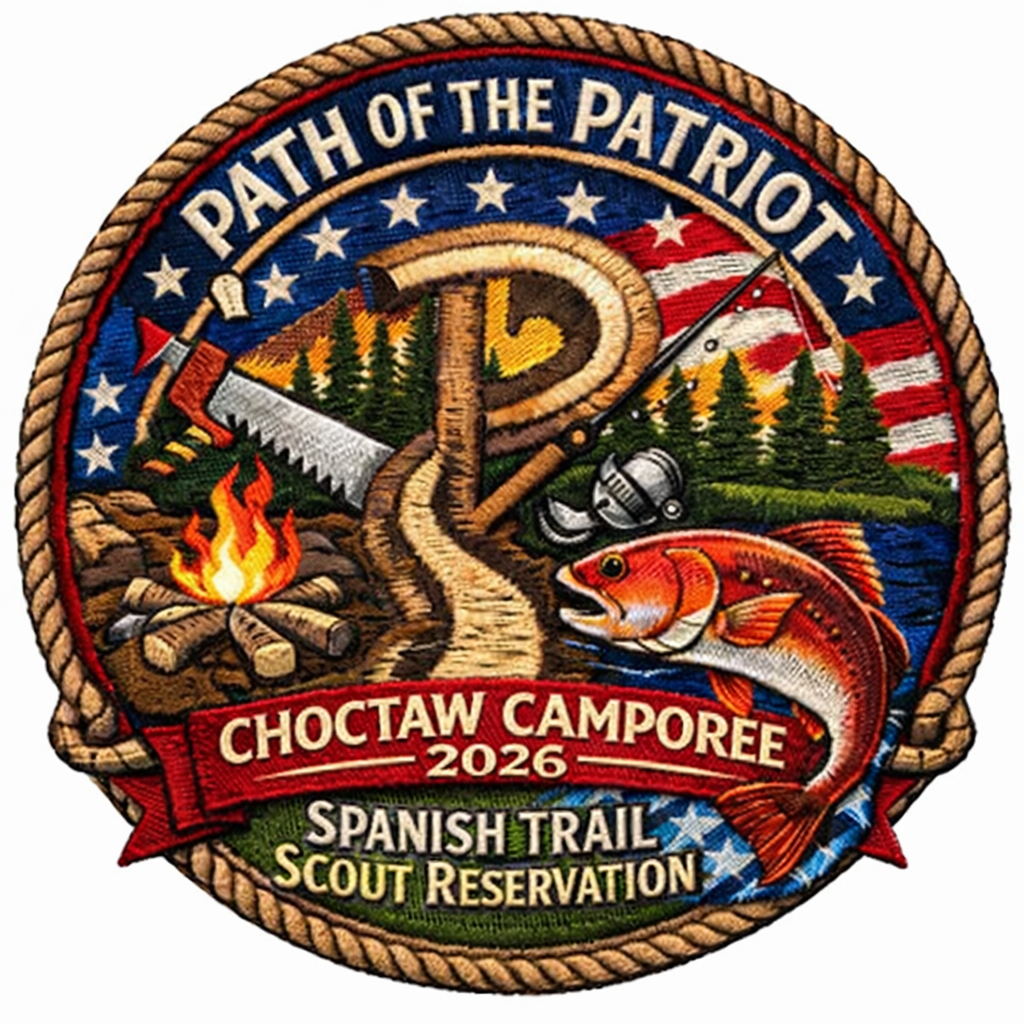 PATH OF THE PATRIOT
CHOCTAW CAMPOREE
2026
SPANISH TRAIL
SCOUT RESERVATION